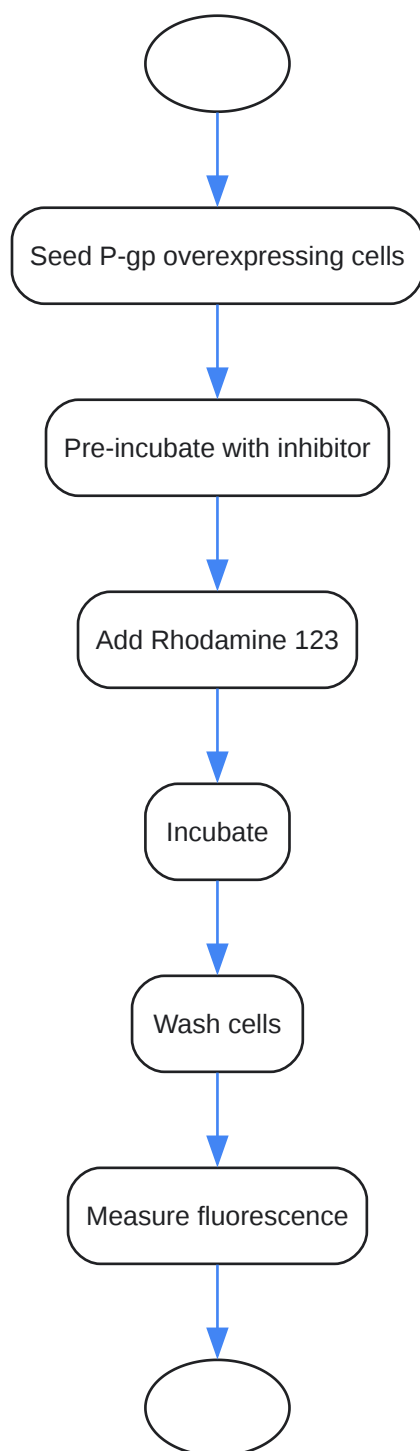 Seed P-gp overexpressing cells
Pre-incubate with inhibitor
Add Rhodamine 123
Incubate
Wash cells
Measure fluorescence